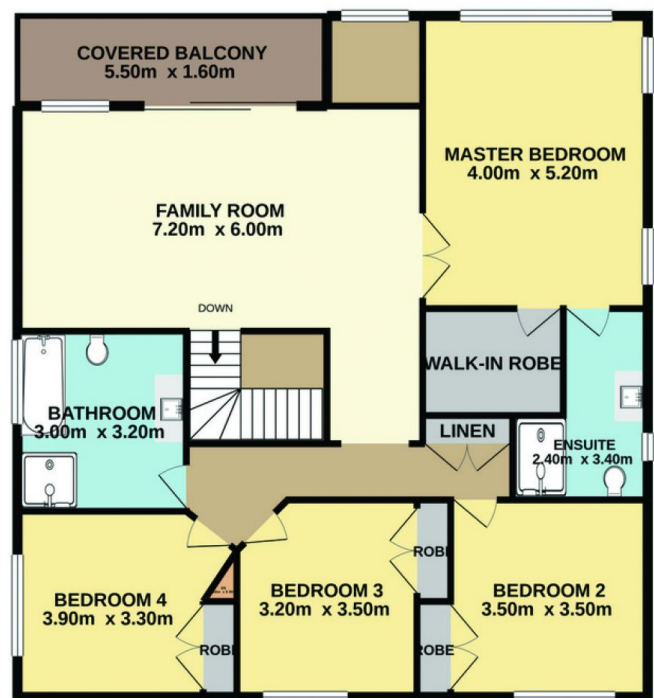 COVERED BALCONY
5.50m x 1.60m
MASTER BEDROOM
4.00m x 5.20m
FAMILY ROOM
7.20m x 6.00m
DOWN
WALK-IN ROBE
BATHROOM
3.00m x 3.20m
LINEN
ENSUITE
2.40m x 3.40m
ROBE
BEDROOM 4
3.90m x 3.30m
BEDROOM 3
3.20m x 3.50m
BEDROOM 2
3.50m x 3.50m
ROBE
ROBE